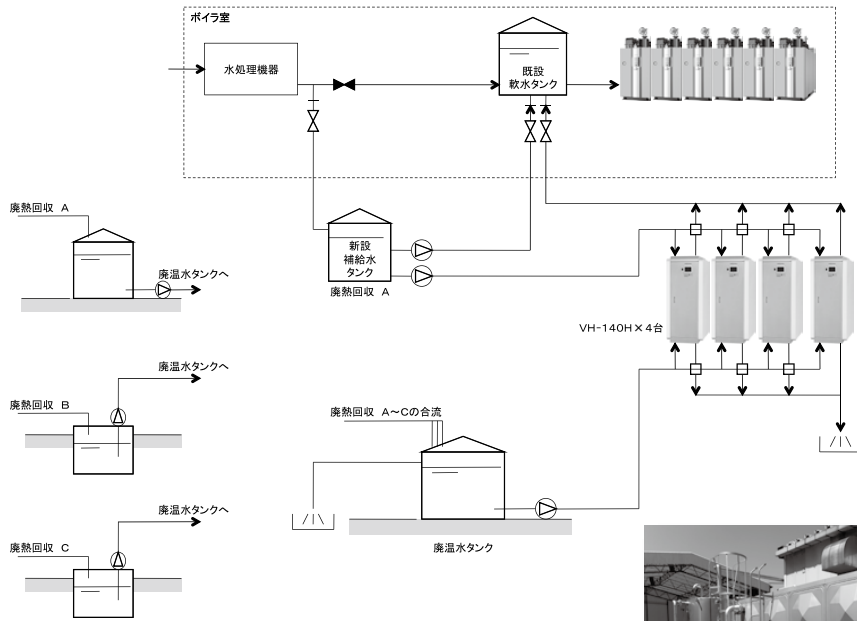 ボイラ室
水処理機器
既設
軟水タンク
廃熱回収 A
廃温水タンクへ
新設
補給水
タンク
廃熱回収 A
VH-140H×4台
廃温水タンクへ
廃熱回収 B
廃熱回収 A～Cの合流
廃温水タンクへ
廃熱回収 C
廃温水タンク